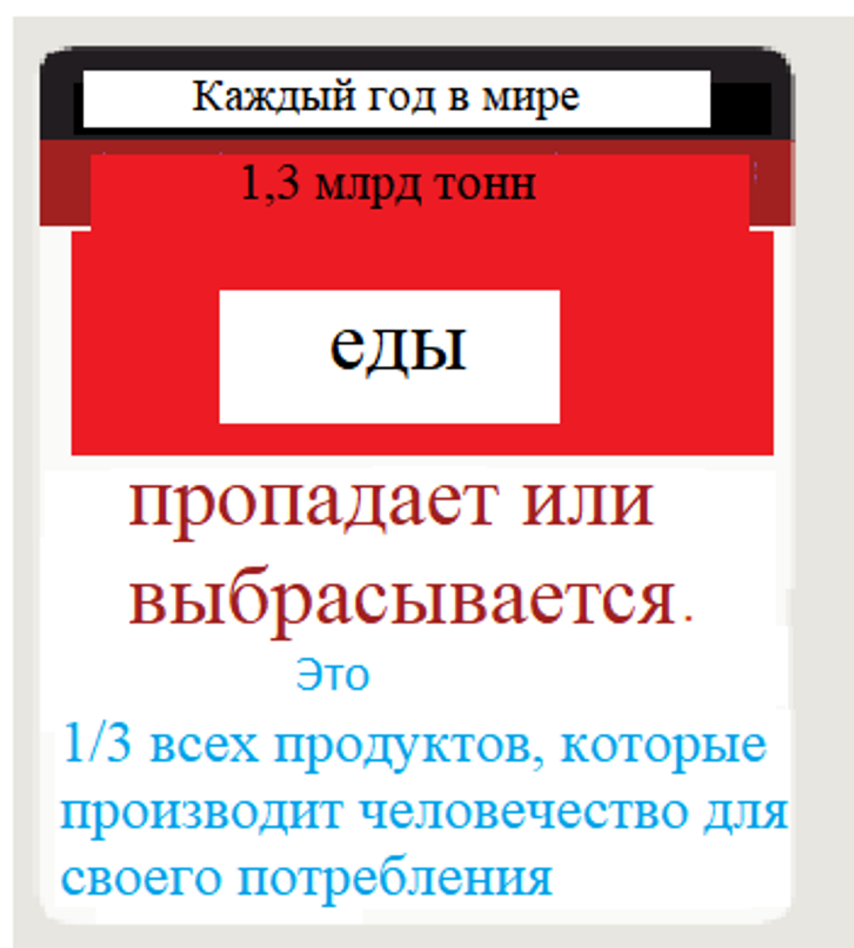 Каждый год в мире
1,3 млрд тонн
еды
пропадает или
выбрасывается.
Это
1/3 всех продуктов, которые
производит человечество для
своего потребления